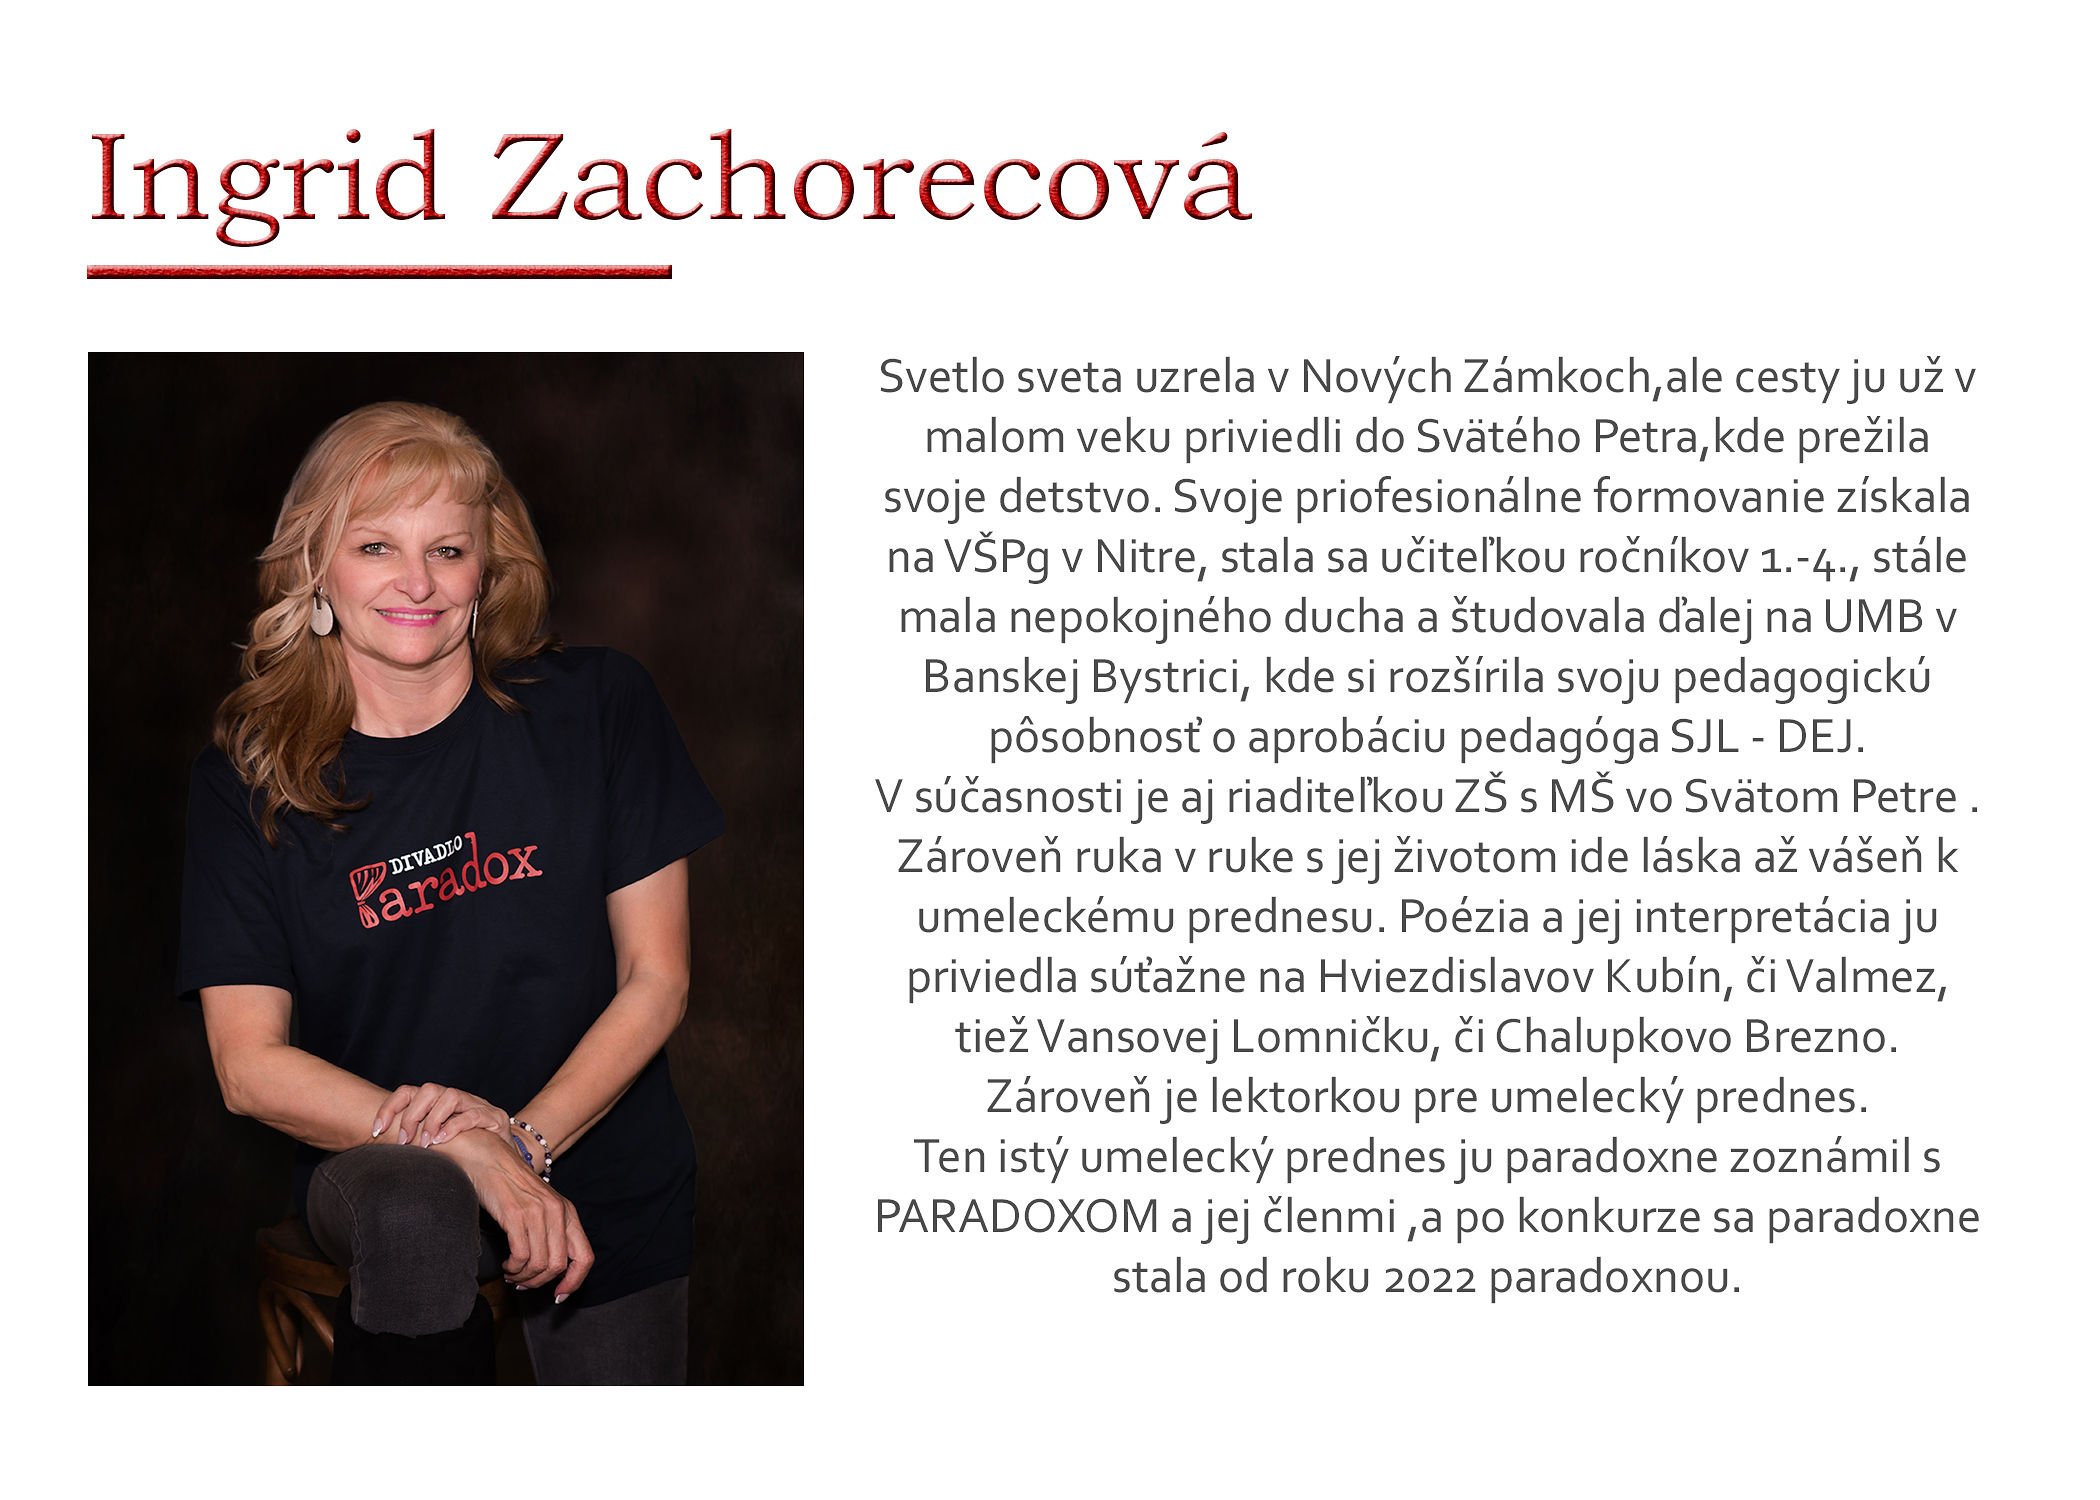 Ingrid Zachorecová
DIVADLO
Paradox
Svetlo sveta uzrela v Nových Zámkoch,ale cesty ju už v
malom veku priviedli do Svätého Petra,kde prežila
svoje detstvo. Svoje priofesionálne formovanie získala
na VŠPg v Nitre, stala sa učiteľkou ročníkov 1.-4., stále
mala nepokojného ducha a študovala ďalej na UMB v
Banskej Bystrici, kde si rozšírila svoju pedagogickú
pôsobnosť o aprobáciu pedagóga SJL - DEJ.
V súčasnosti je aj riaditeľkou ZŠ s MŠ vo Svätom Petre .
Zároveň ruka v ruke s jej životom ide láska až vášeň k
umeleckému prednesu. Poézia a jej interpretácia ju
priviedla súťažne na Hviezdislavov Kubín, či Valmez,
tiež Vansovej Lomničku, či Chalupkovo Brezno.
Zároveň je lektorkou pre umelecký prednes.
Ten istý umelecký prednes ju paradoxne zoznámil s
PARADOXOM a jej členmi ,a po konkurze sa paradoxne
stala od roku 2022 paradoxnou.